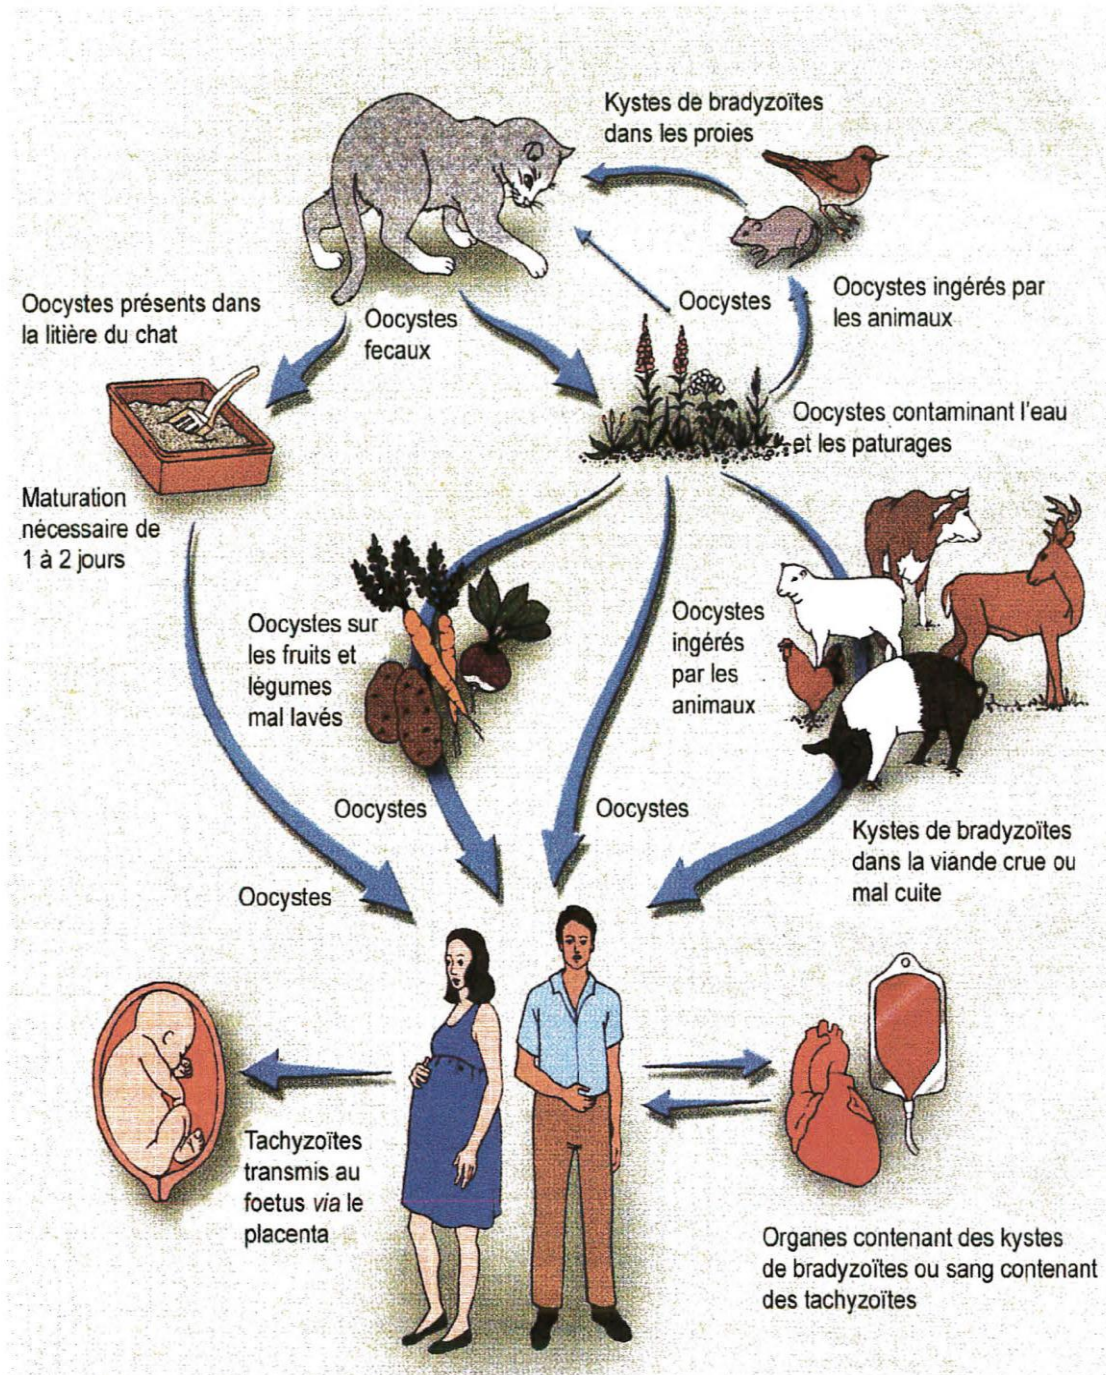 Kystes de bradyzoïtes
dans les proies
Oocystes présents dans
la litière du chat
Oocystes
fecaux
Oocystes
Oocystes ingérés par
les animaux
Oocystes contaminant l'eau
et les paturages
Maturation
nécessaire de
1 à 2 jours
Oocystes sur
les fruits et
légumes
mal lavés
Oocystes
ingérés
par les
animaux
Oocystes
Oocystes
Kystes de bradyzoïtes
dans la viande crue ou
mal cuite
Oocystes
Tachyzoïtes
transmis au
foetus via le
placenta
Organes contenant des kystes
de bradyzoïtes ou sang contenant
des tachyzoïtes